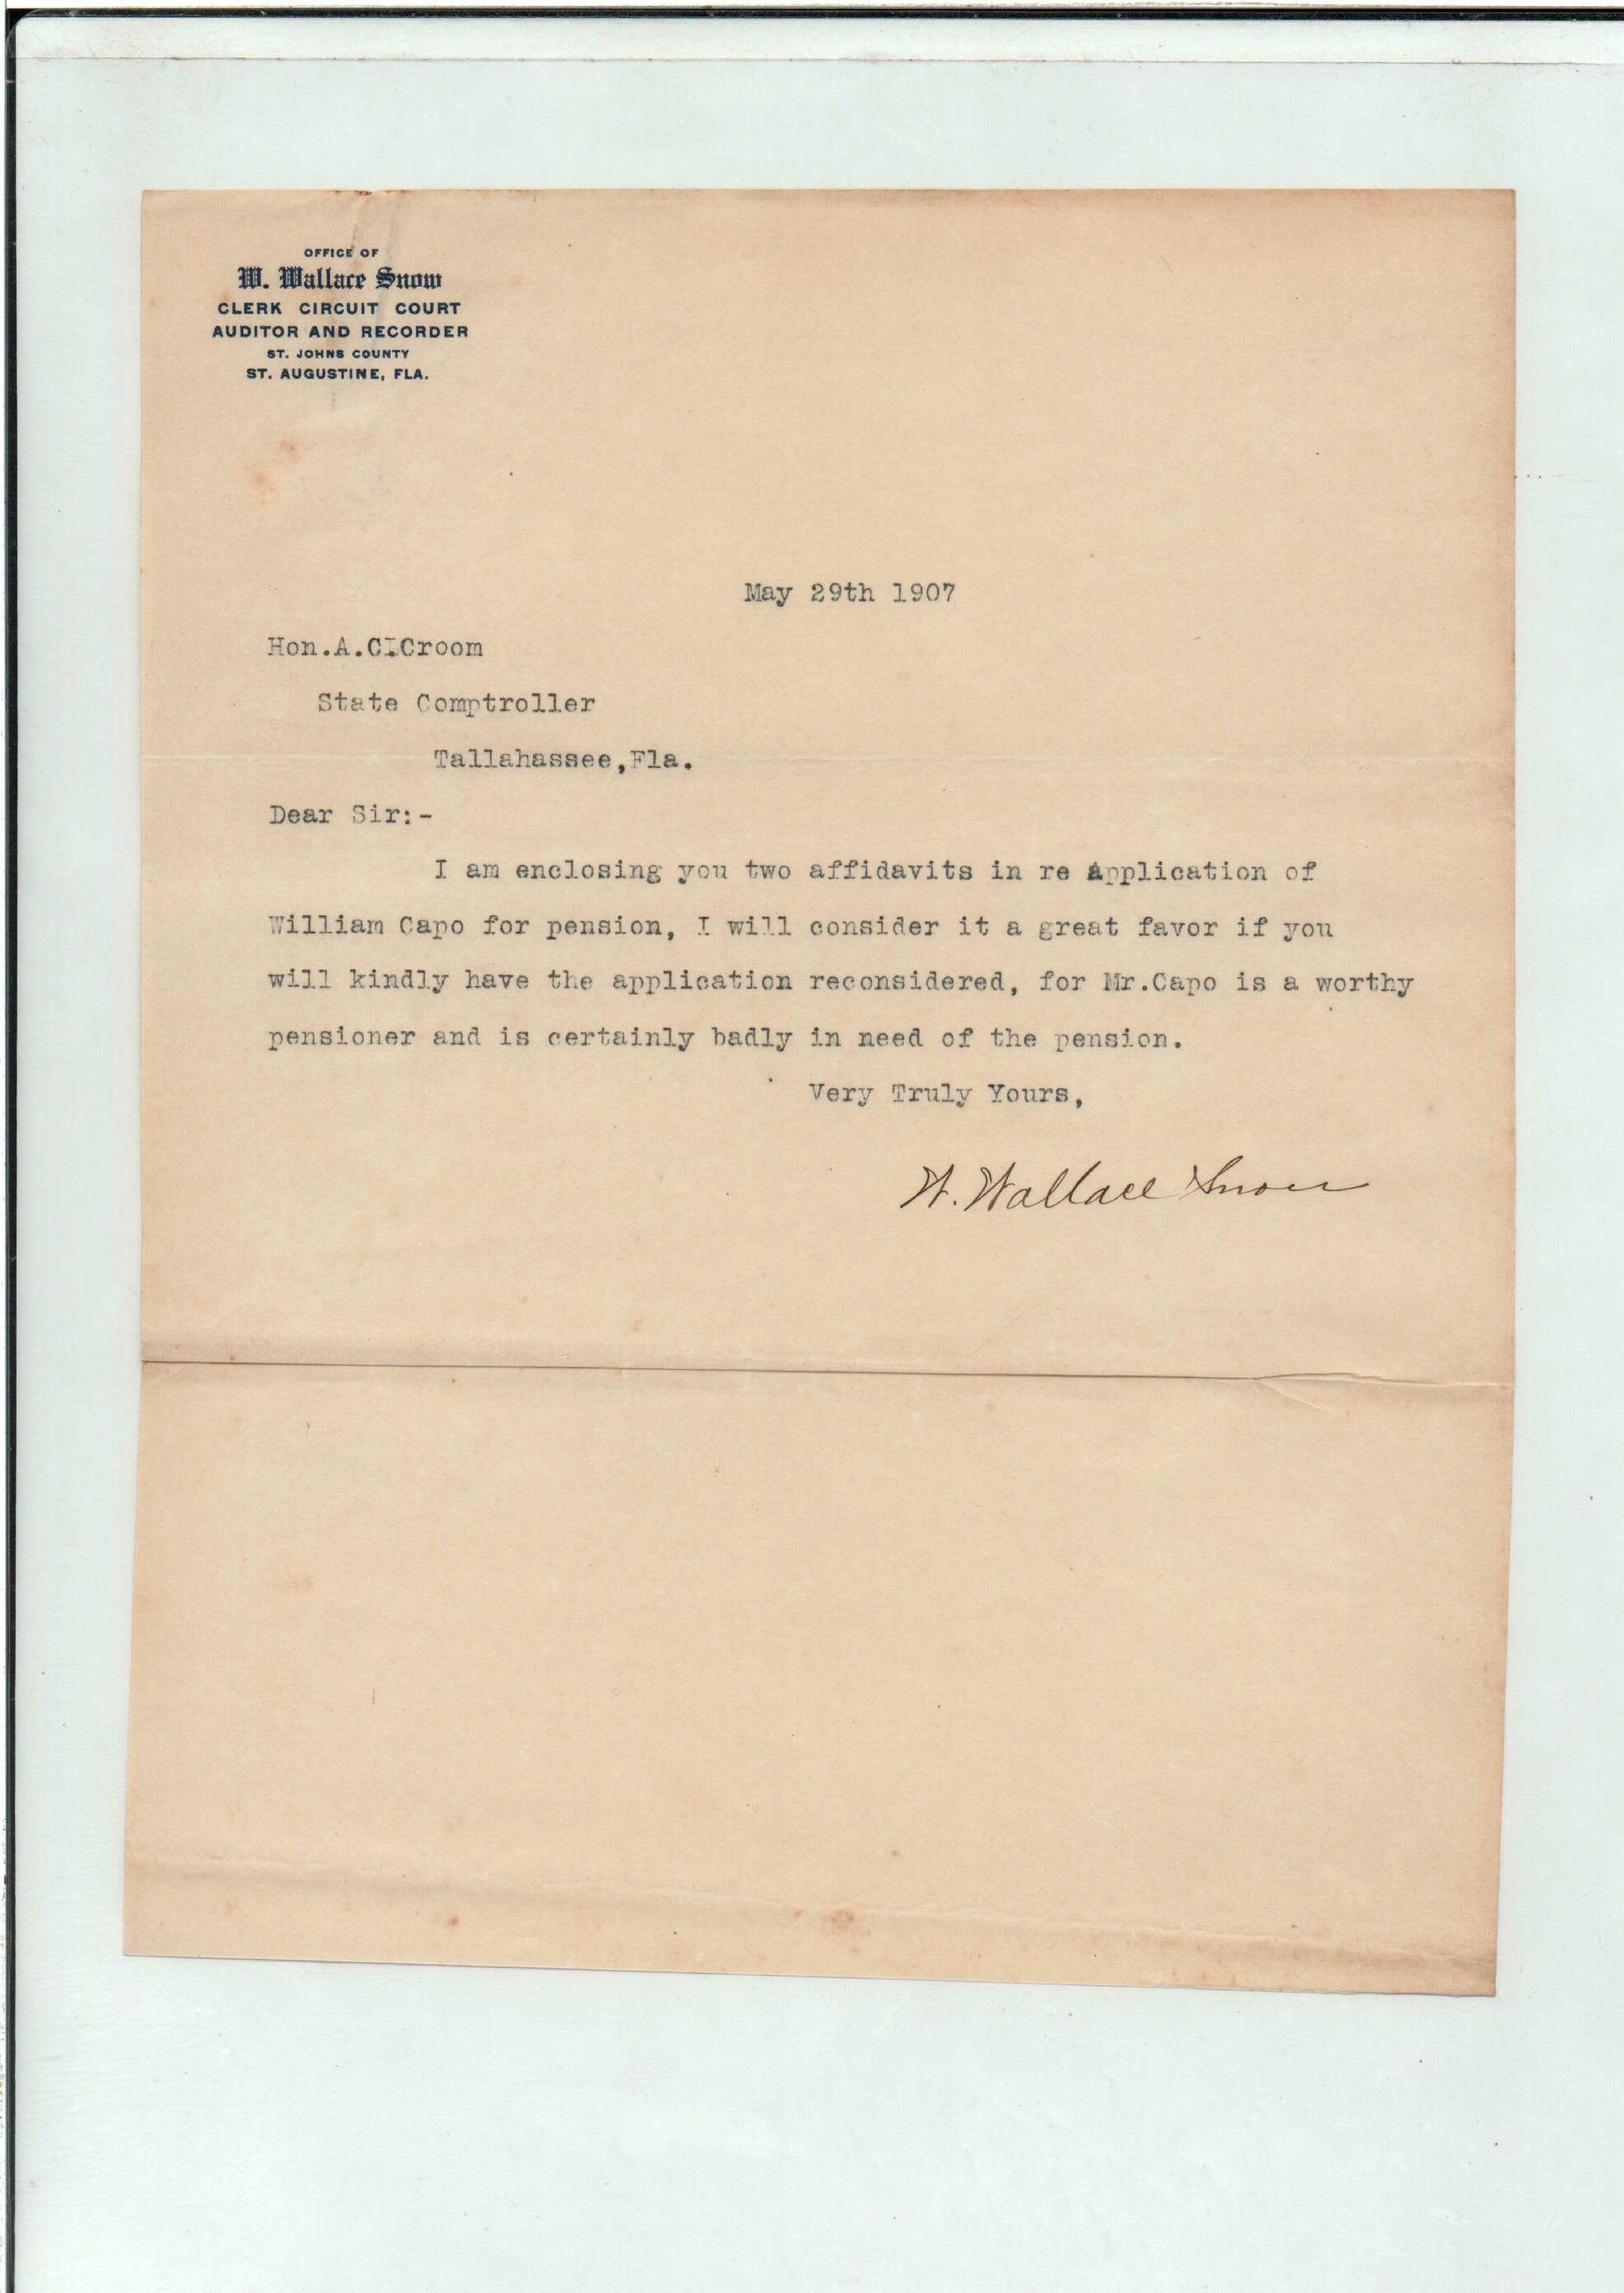 OFFICE OF
W. Wallace Snow
CLERK CIRCUIT COURT
AUDITOR AND RECORDER
ST. JOHNS COUNTY
ST. AUGUSTINE, FLA.
May 29th 1907
Hon.A.C.Croom
State Comptroller
Tallahassee,Fla.
Dear Sir:-
I am enclosing you two affidavits in re Application of
William Capo for pension, I will consider it a great favor if you
will kindly have the application reconsidered, for Mr.Capo is a worthy
pensioner and is certainly badly in need of the pension.
Very Truly Yours,
W. Wallace Snow